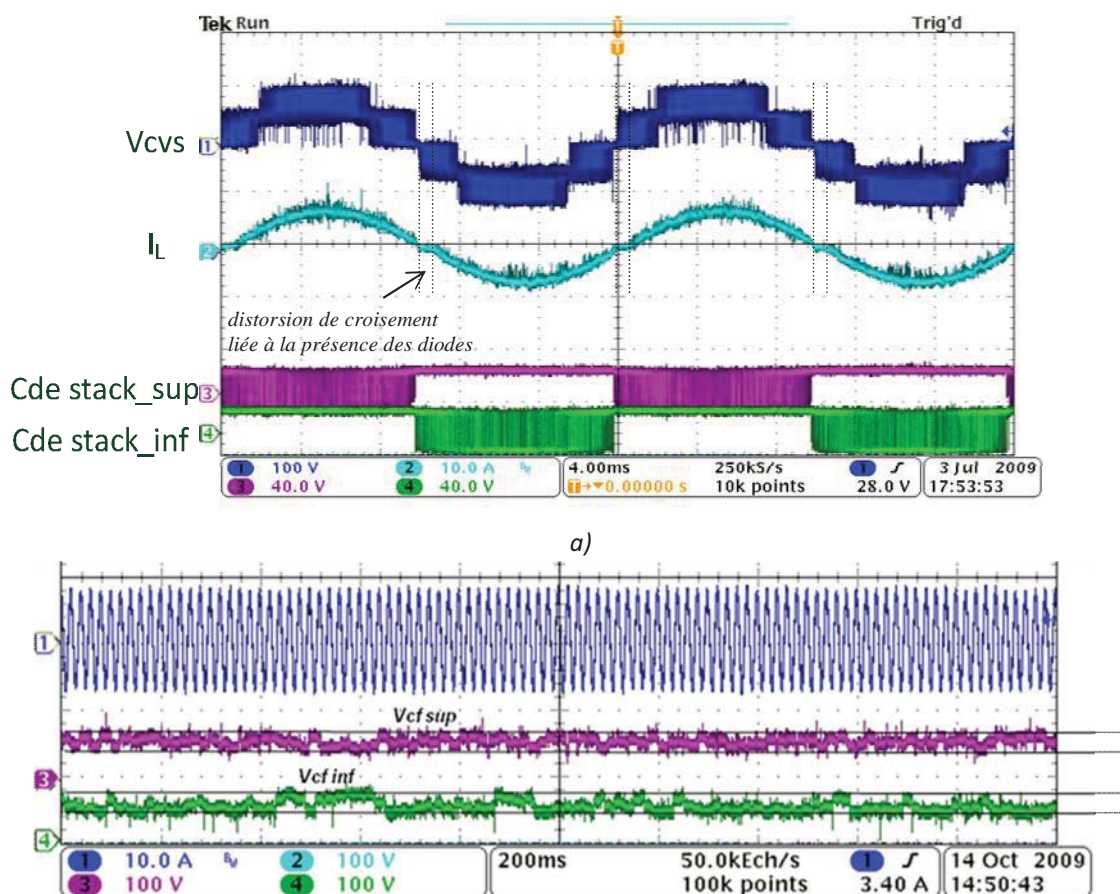 Tek Run Trig'd
T
T
Vcvs
1
I_L
2
distorsion de croisement
liée à la présence des diodes
Cde stack_sup
3
Cde stack_inf
4
1 100 V 2 10.0 A BW 4.00ms 250kS/s 1 ∫ 3 Jul 2009
3 40.0 V 4 40.0 V T→▼0.00000 s 10k points 28.0 V 17:53:53
a)
1
Vcf sup
3
Vcf inf
4
1 10.0 A BW 2 100 V 200ms 50.0kEch/s 1 ∫ 14 Oct 2009
3 100 V 4 100 V 100k points 3.40 A 14:50:43